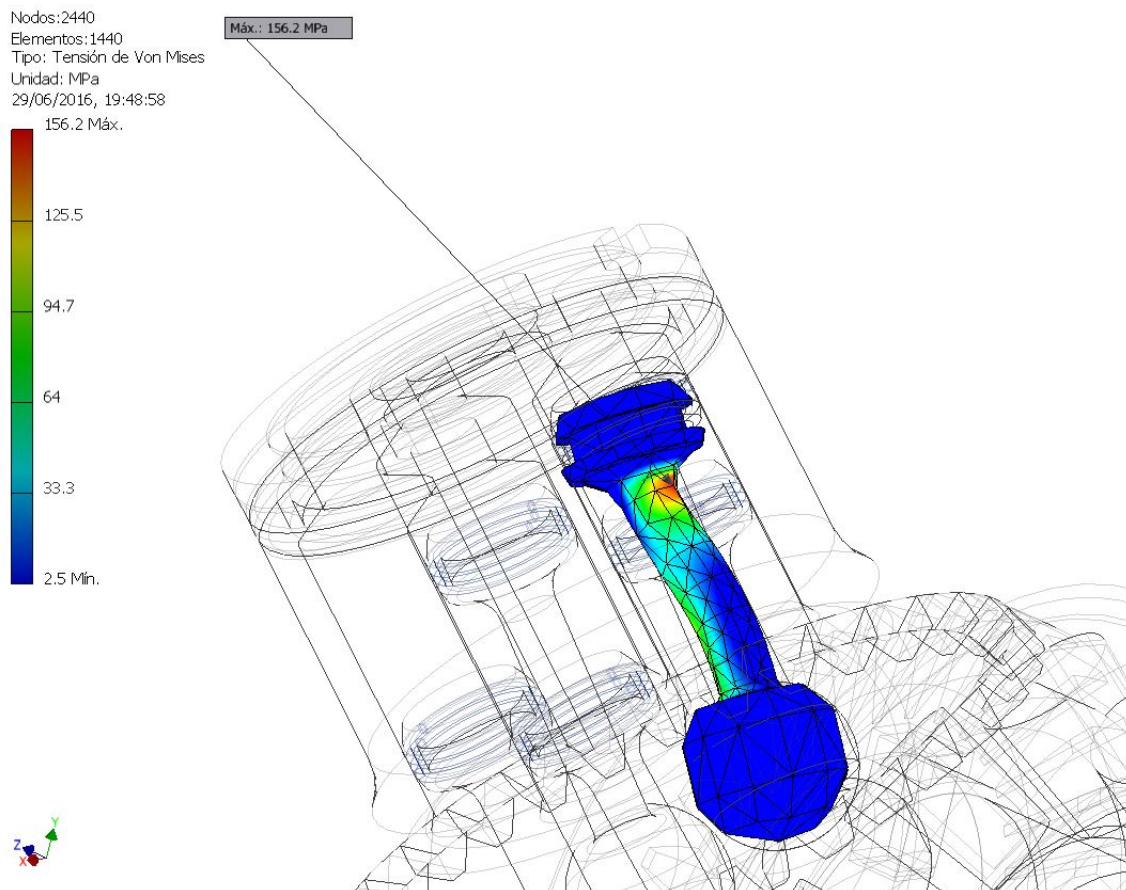 Nodos:2440
Elementos:1440
Tipo: Tensión de Von Mises
Unidad: MPa
29/06/2016, 19:48:58
Máx.: 156.2 MPa
156.2 Máx.
125.5
94.7
64
33.3
2.5 Mín.
Y
Z
X